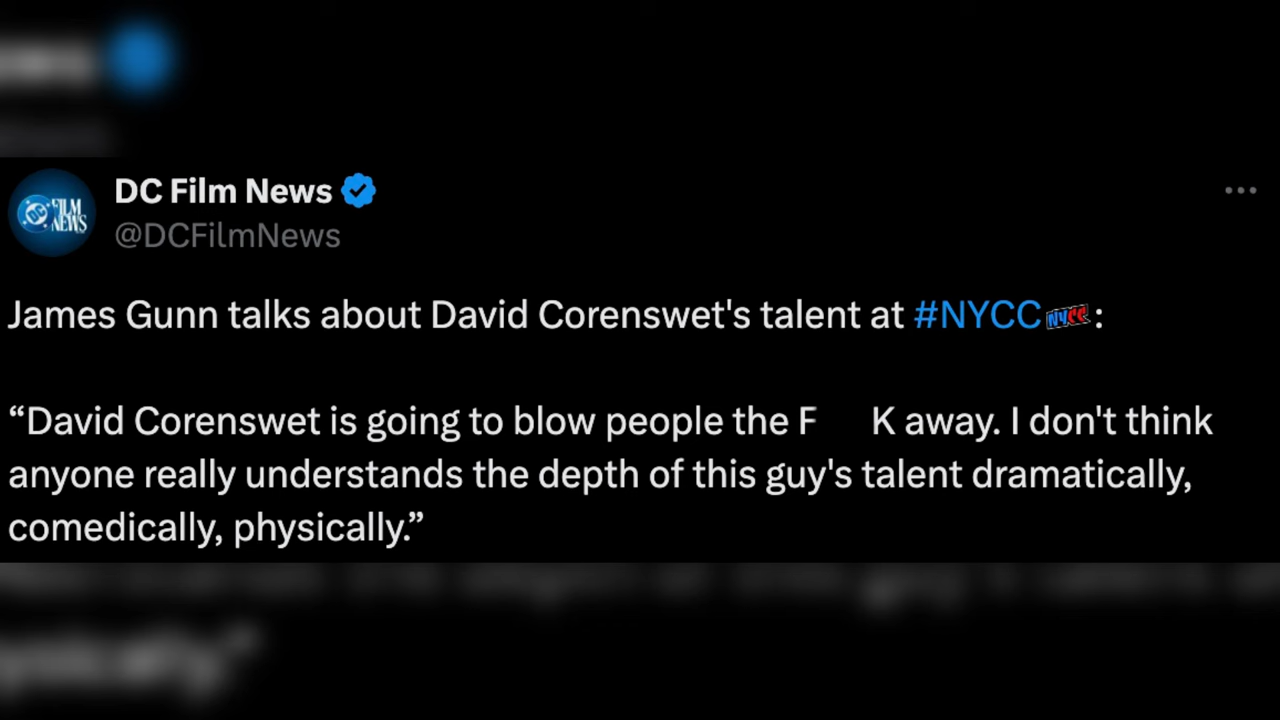 DC Film News
@DCFilmNews
James Gunn talks about David Corenswet's talent at #NYCC NYCC:
“David Corenswet is going to blow people the F K away. I don't think
anyone really understands the depth of this guy's talent dramatically,
comedically, physically.”